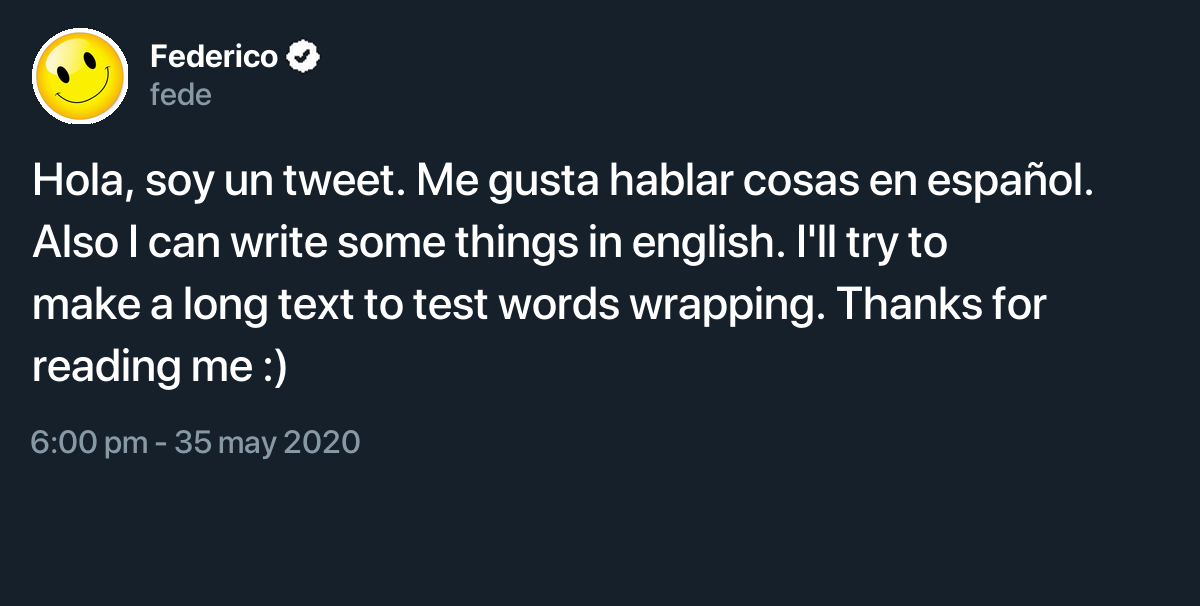 Federico
fede
Hola, soy un tweet. Me gusta hablar cosas en español.
Also I can write some things in english. I'll try to
make a long text to test words wrapping. Thanks for
reading me :)
6:00 pm - 35 may 2020